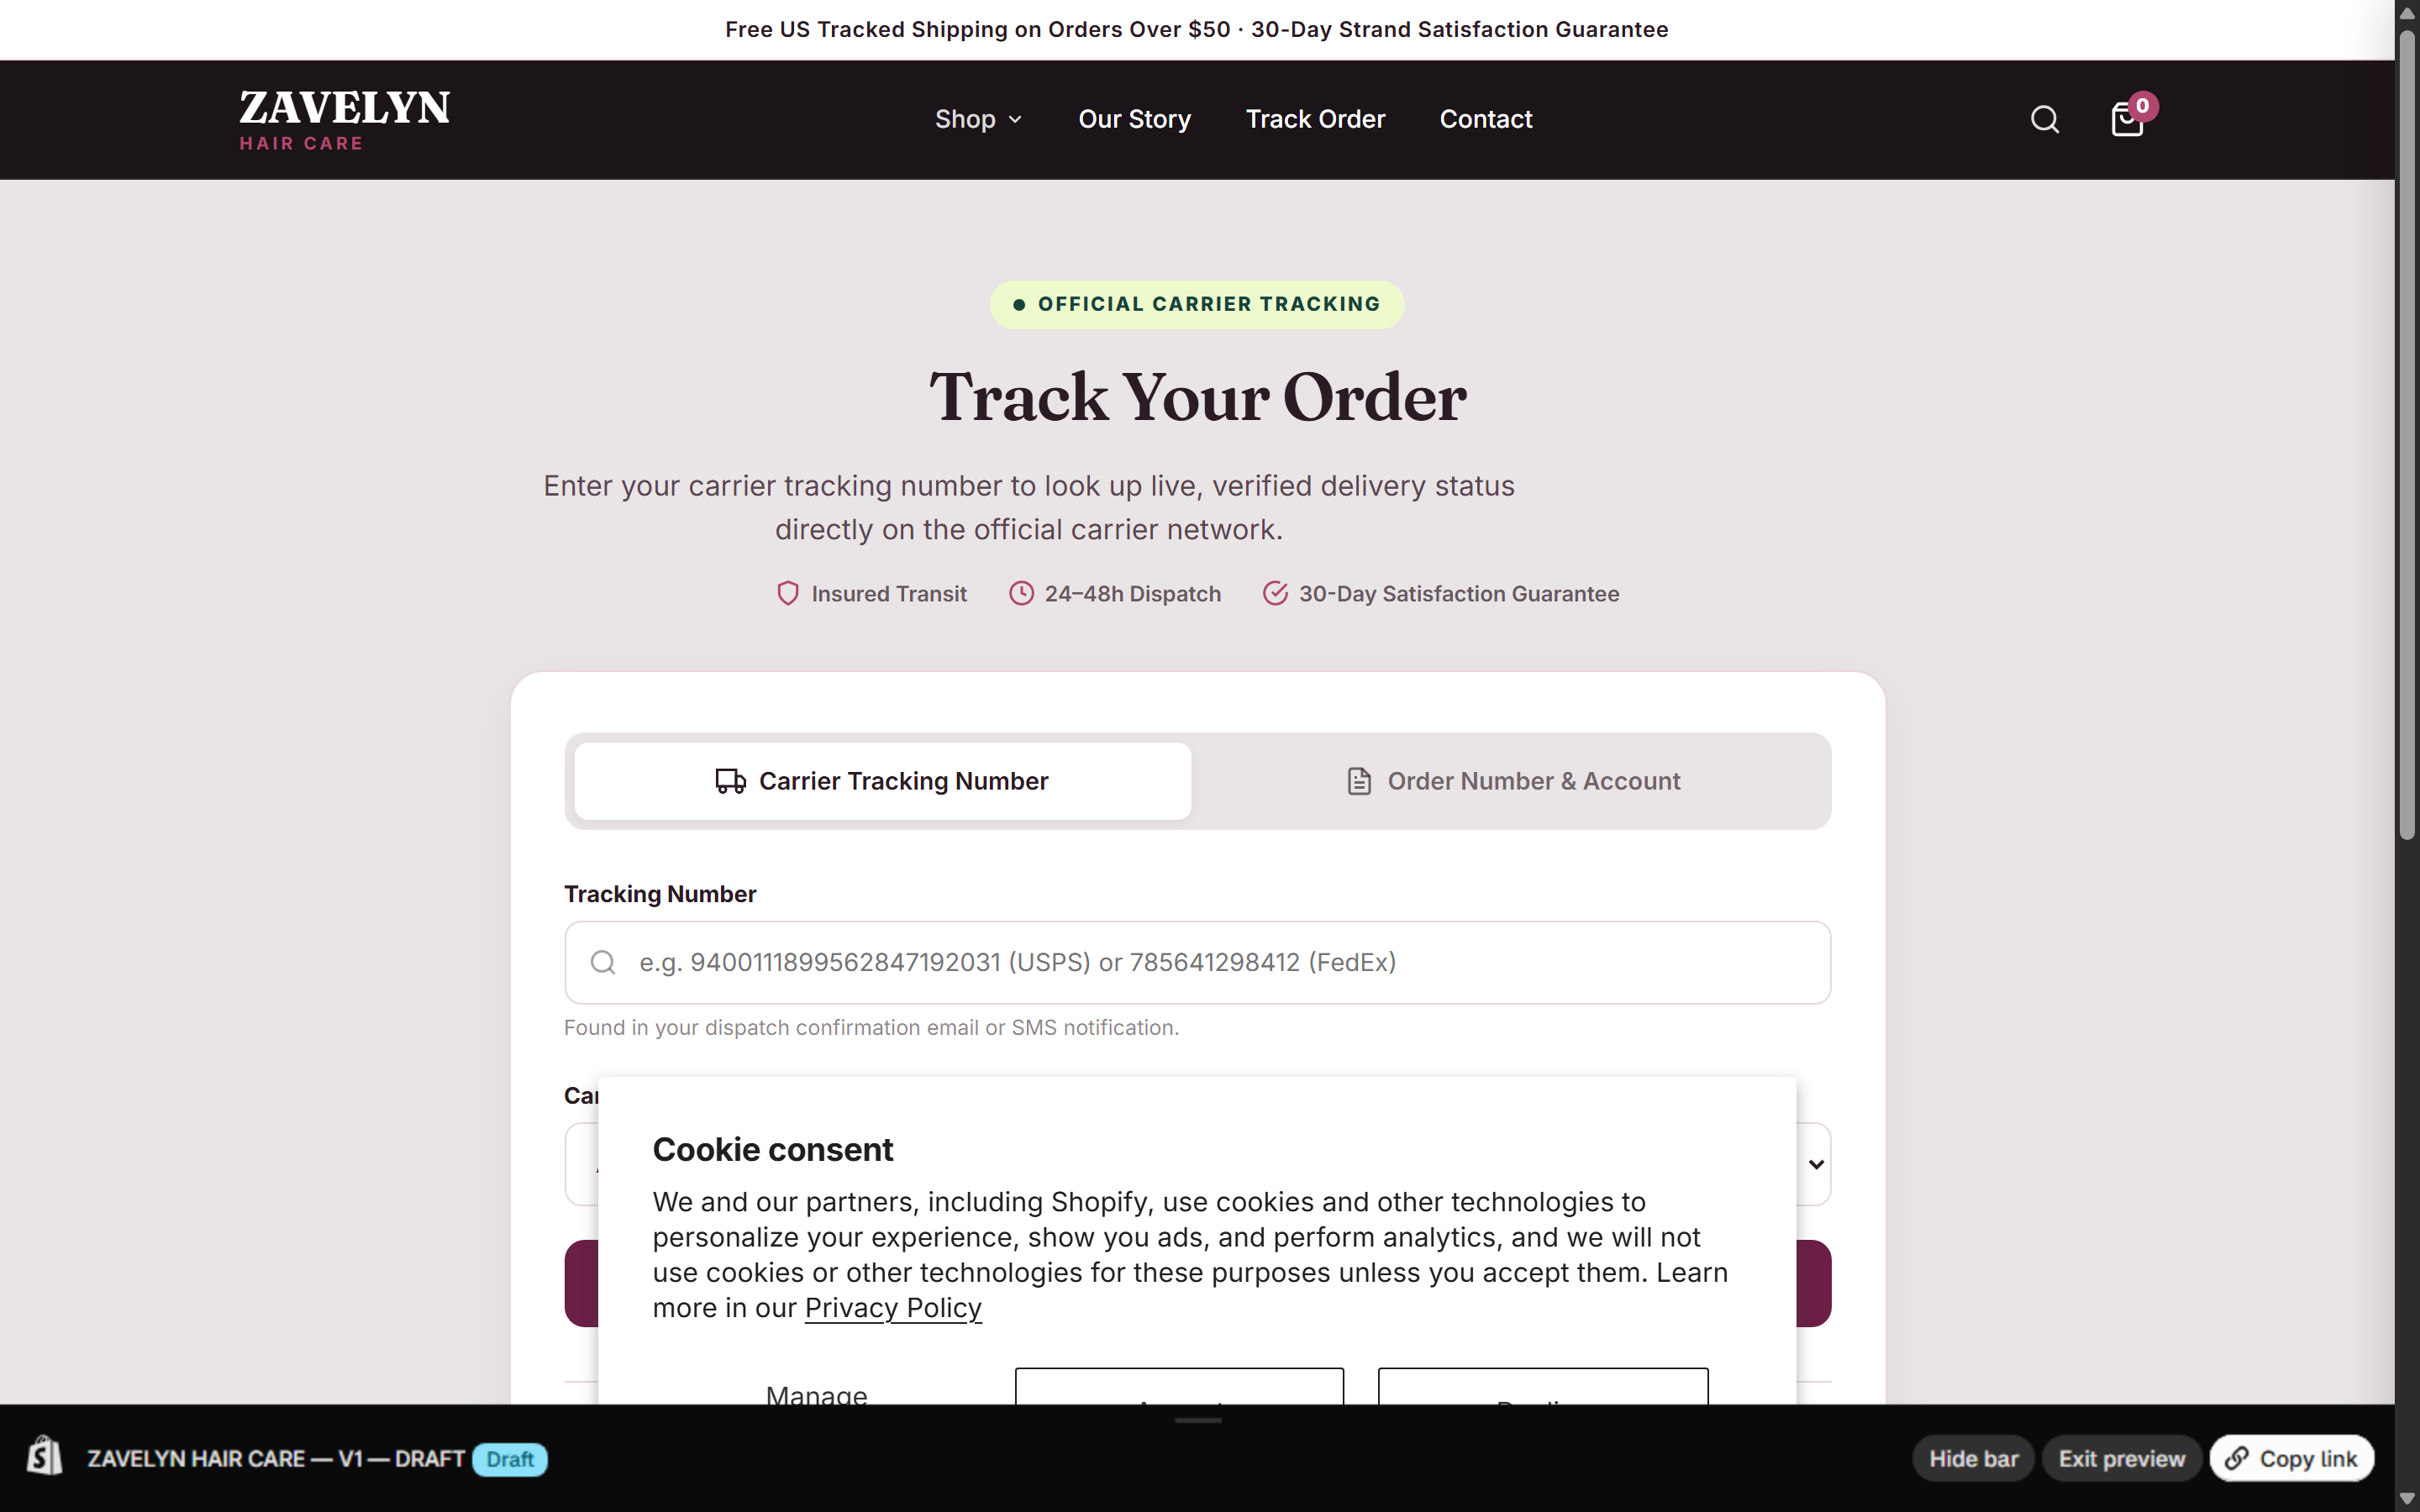 Free US Tracked Shipping on Orders Over $50 · 30-Day Strand Satisfaction Guarantee
ZAVELYN
HAIR CARE
Shop
Our Story
Track Order
Contact
0
OFFICIAL CARRIER TRACKING
Track Your Order
Enter your carrier tracking number to look up live, verified delivery status
directly on the official carrier network.
Insured Transit
24–48h Dispatch
30-Day Satisfaction Guarantee
Carrier Tracking Number
Order Number & Account
Tracking Number
e.g. 9400111899562847192031 (USPS) or 785641298412 (FedEx)
Found in your dispatch confirmation email or SMS notification.
Cookie consent
We and our partners, including Shopify, use cookies and other technologies to
personalize your experience, show you ads, and perform analytics, and we will not
use cookies or other technologies for these purposes unless you accept them. Learn
more in our Privacy Policy
Manage
ZAVELYN HAIR CARE — V1 — DRAFT
Draft
Hide bar
Exit preview
Copy link